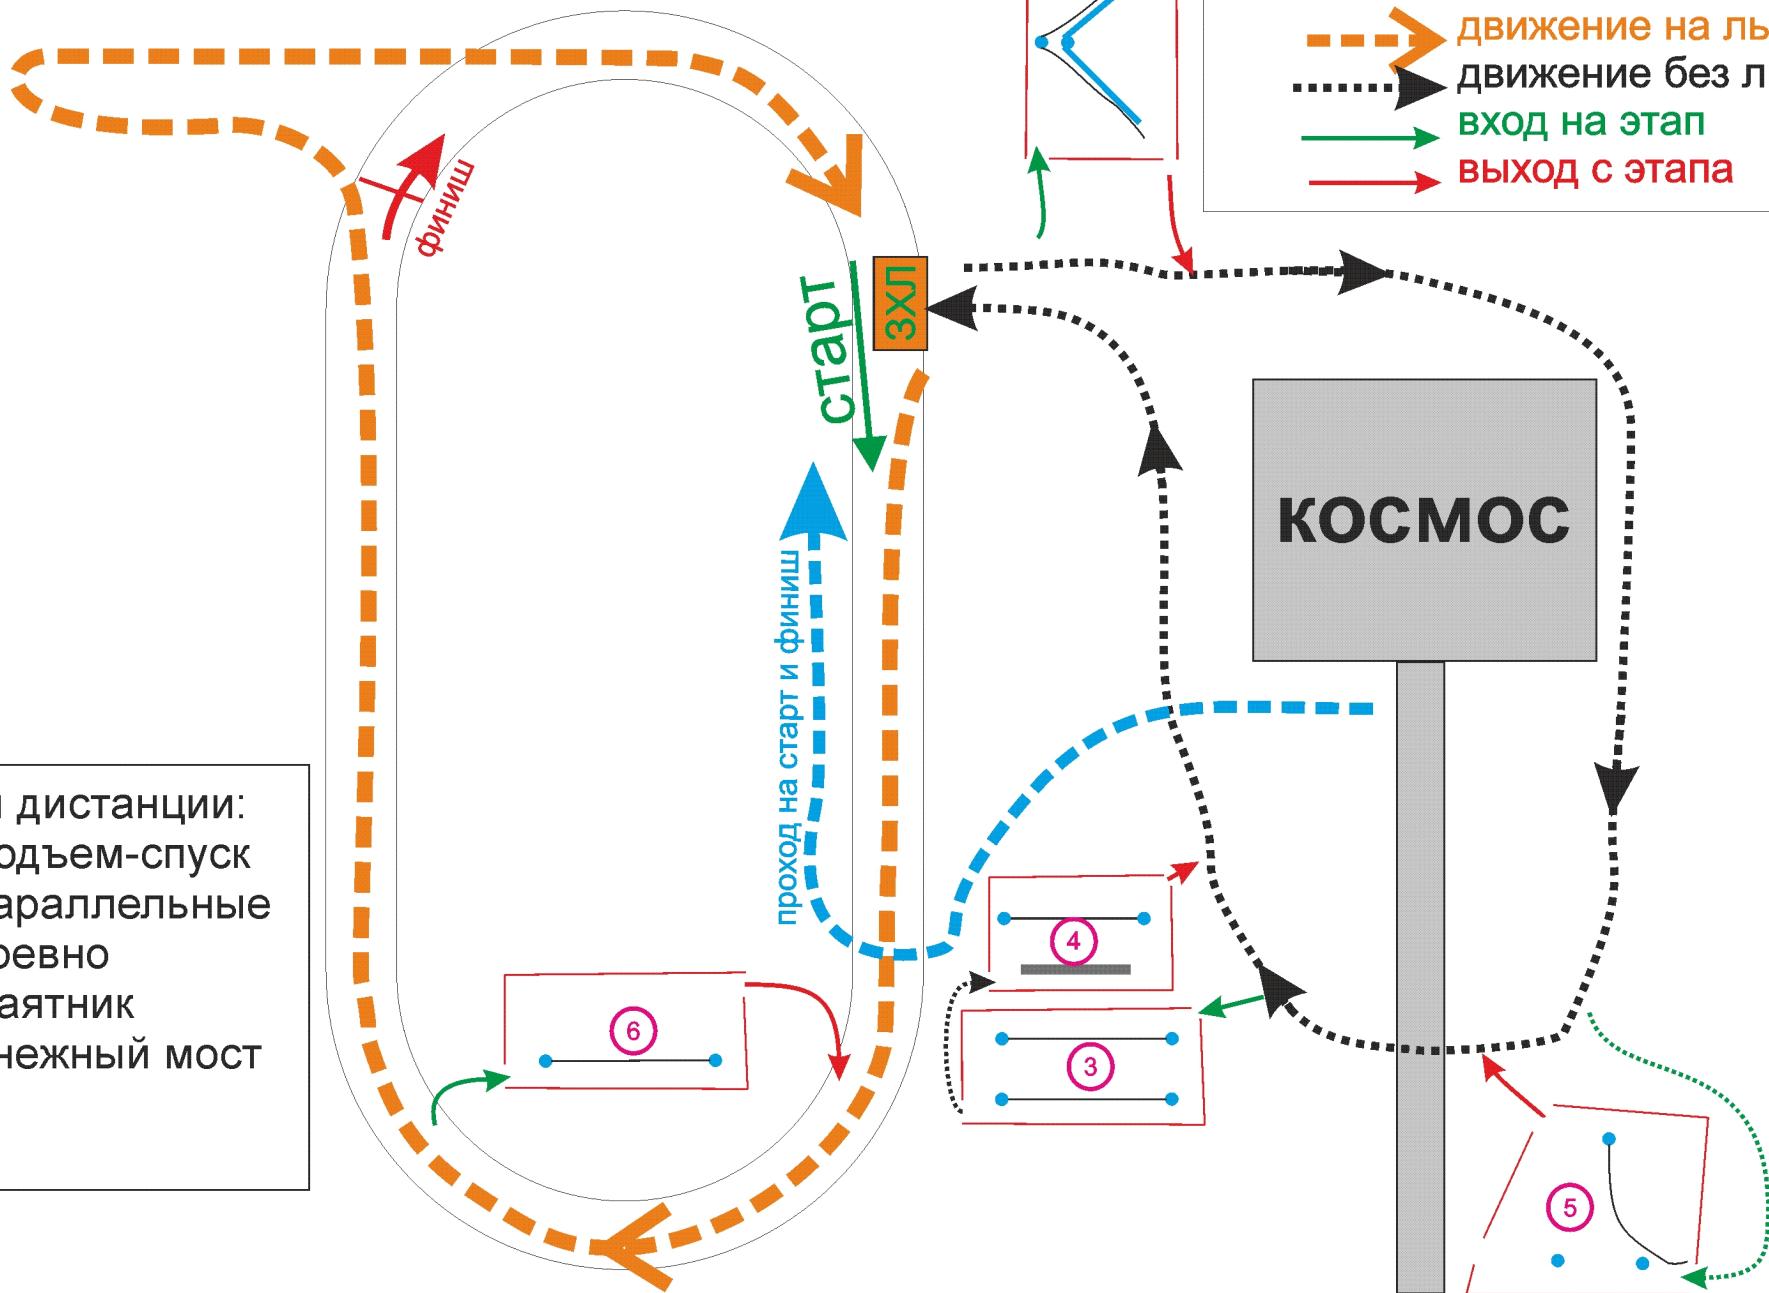 движение на ль
движение без л
вход на этап
выход с этапа
финиш
старт
ЗХЛ
космос
проход на старт и финиш
дистанции:
одъем-спуск
араллельные
ревно
аятник
нежный мост
4
6
3
5